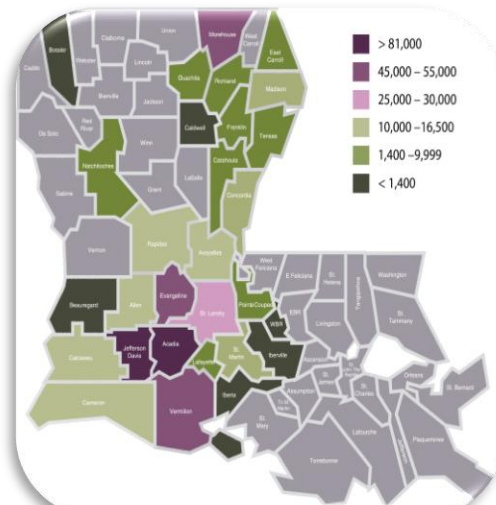 > 81,000
45,000 – 55,000
25,000 – 30,000
10,000 –16,500
1,400 –9,999
< 1,400
Caddo
Bossier
Webster
Claiborne
Union
Morehouse
West
Carroll
East
Carroll
Lincoln
Ouachita
Richland
Madison
Bienville
Jackson
De Soto
Red
River
Winn
Caldwell
Franklin
Tensas
Natchitoches
Sabine
Grant
LaSalle
Catahoula
Concordia
Vernon
Rapides
Avoyelles
West
Feliciana
E.Feliciana
St.
Helena
Tangipahoa
Washington
Beauregard
Allen
Evangeline
St. Landry
Pointe Coupee
EBR
WBR
Livingston
St.
Tammany
Calcasieu
Jefferson
Davis
Acadia
Lafayette
St.
Martin
Iberville
Ascension
Cameron
Vermilion
Iberia
Assumption
St.
James
St.
Charles
Orleans
St. Bernard
St.
Mary
Terrebonne
Lafourche
Plaquemines